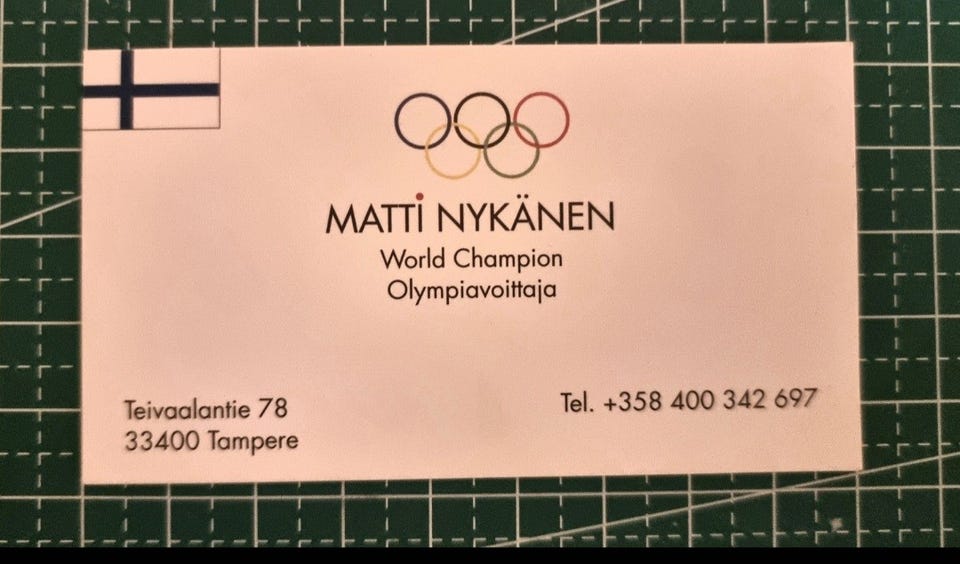 MATTi NYKÄNEN
World Champion
Olympiavoittaja
Teivaalantie 78
33400 Tampere
Tel. +358 400 342 697